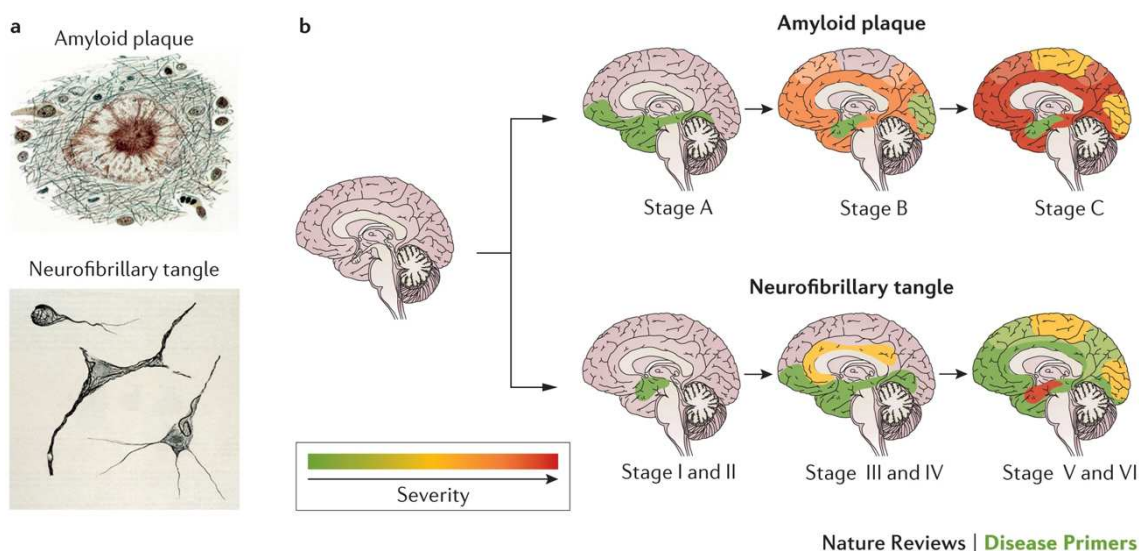 a
Amyloid plaque
Neurofibrillary tangle
b
Amyloid plaque
Stage A
Stage B
Stage C
Neurofibrillary tangle
Stage I and II
Stage III and IV
Stage V and VI
Severity
Nature Reviews | Disease Primers